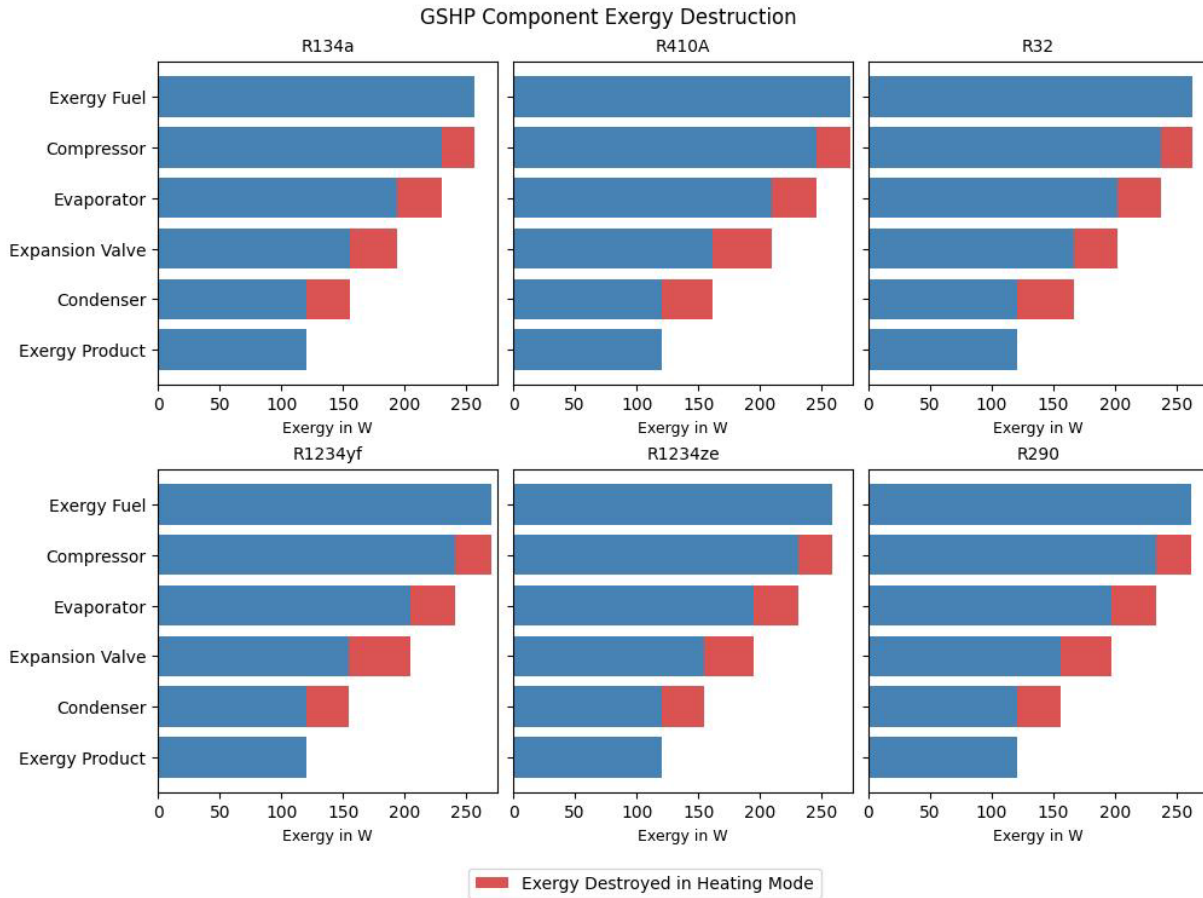 GSHP Component Exergy Destruction
R134a
R410A
R32
Exergy Fuel
Compressor
Evaporator
Expansion Valve
Condenser
Exergy Product
0 50 100 150 200 250
0 50 100 150 200 250
0 50 100 150 200 250
Exergy in W
Exergy in W
Exergy in W
R1234yf
R1234ze
R290
Exergy Fuel
Compressor
Evaporator
Expansion Valve
Condenser
Exergy Product
0 50 100 150 200 250
0 50 100 150 200 250
0 50 100 150 200 250
Exergy in W
Exergy in W
Exergy in W
Exergy Destroyed in Heating Mode